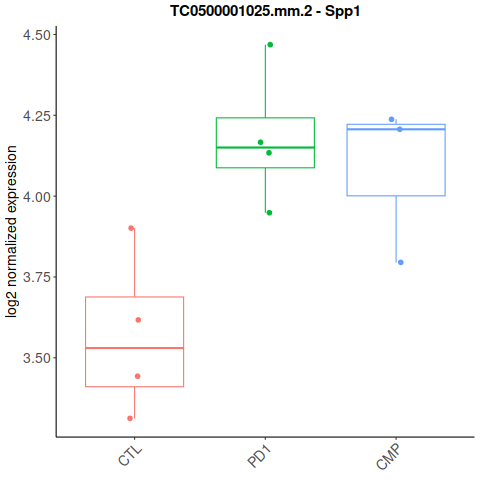 TC0500001025.mm.2 - Spp1
log2 normalized expression
4.50
4.25
4.00
3.75
3.50
CTL
PD1
CMP